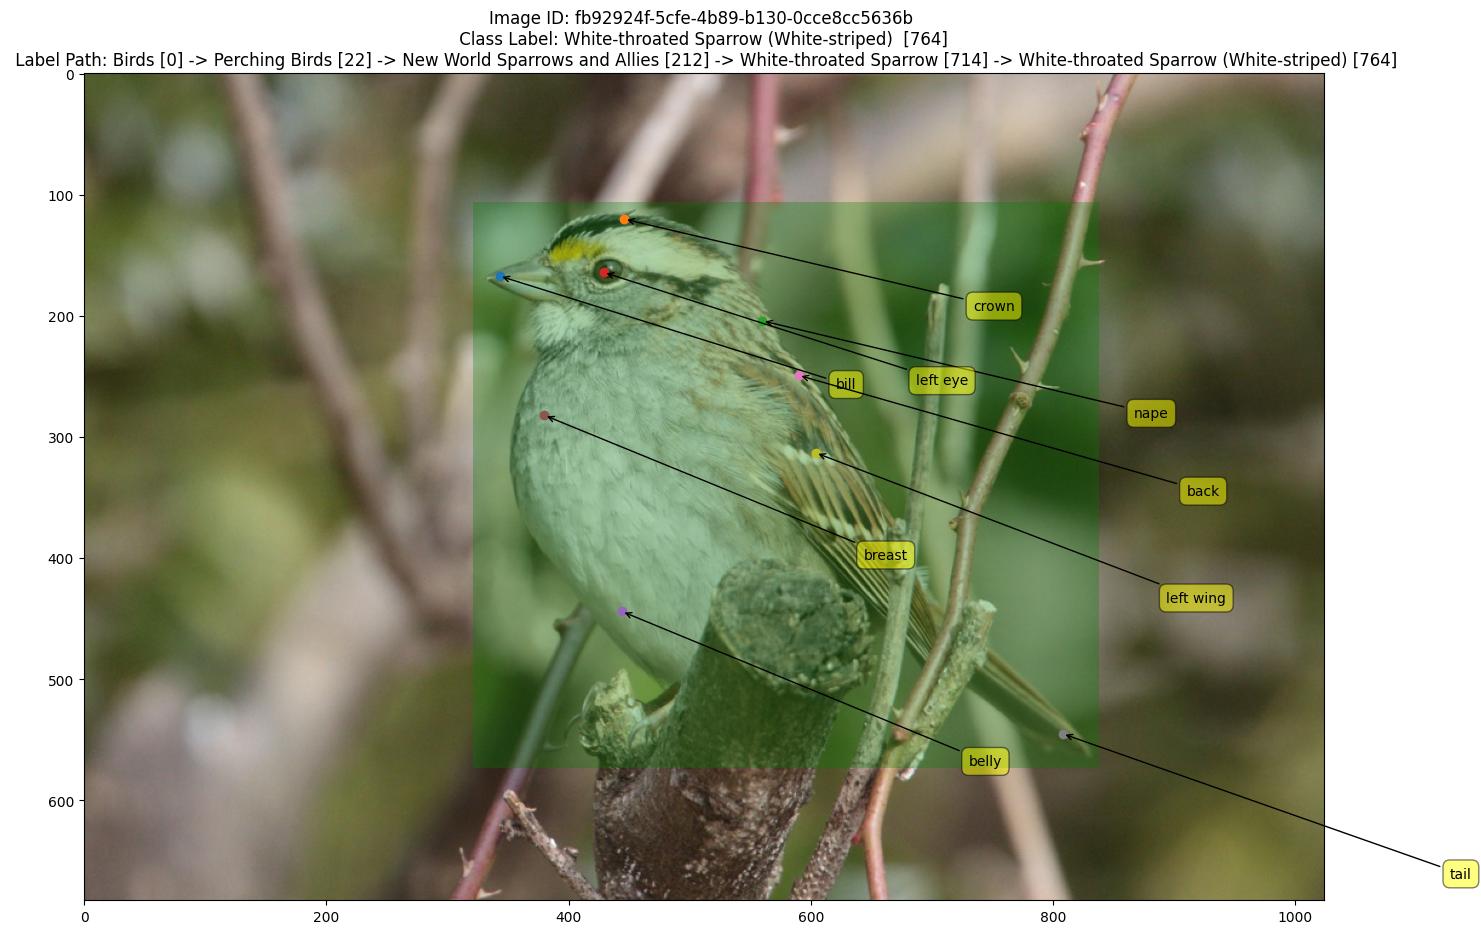 Image ID: fb92924f-5cfe-4b89-b130-0cce8cc5636b
Class Label: White-throated Sparrow (White-striped)  [764]
Label Path: Birds [0] -> Perching Birds [22] -> New World Sparrows and Allies [212] -> White-throated Sparrow [714] -> White-throated Sparrow (White-striped) [764]
0
100
crown
200
left eye
bill
nape
300
back
400
breast
left wing
500
belly
600
tail
0
200
400
600
800
1000